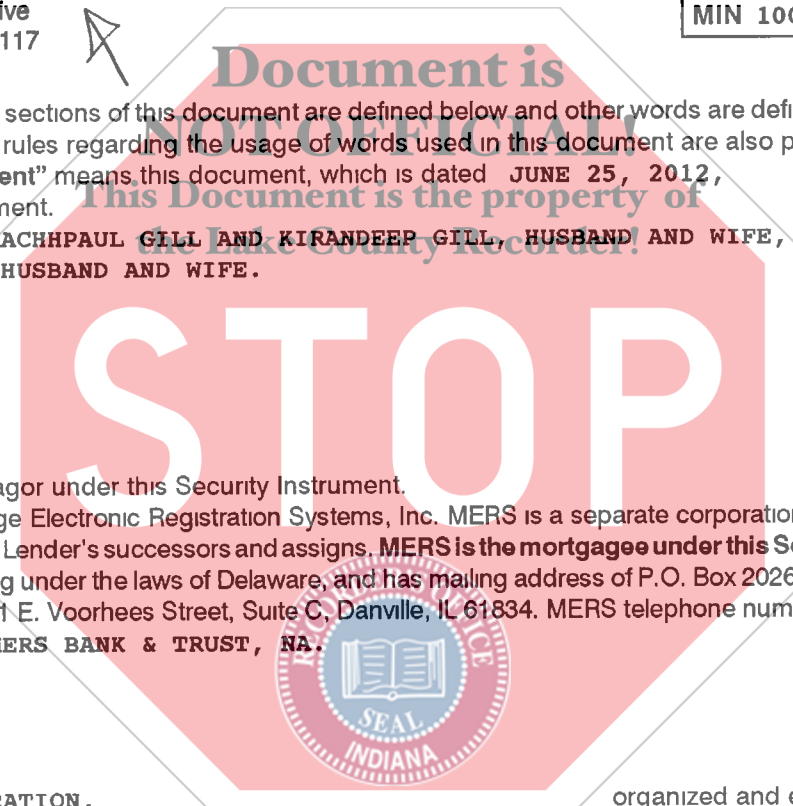 ive
117
MIN 100
Document is
sections of this document are defined below and other words are defi
NOT OFFICIAL!
rules regarding the usage of words used in this document are also p
ent” means this document, which is dated JUNE 25, 2012,
This Document is the property of
ment.
the Lake County Recorder!
ACHHPAUL GILL AND KIRANDEEP GILL, HUSBAND AND WIFE,
HUSBAND AND WIFE.
STOP
agor under this Security Instrument.
ge Electronic Registration Systems, Inc. MERS is a separate corporation
Lender's successors and assigns. MERS is the mortgagee under this Se
g under the laws of Delaware, and has mailing address of P.O. Box 2026
1 E. Voorhees Street, Suite C, Danville, IL 61834. MERS telephone num
MERS BANK & TRUST, NA.
RECORDER'S OFFICE
SEAL
INDIANA
RATION,
organized and e